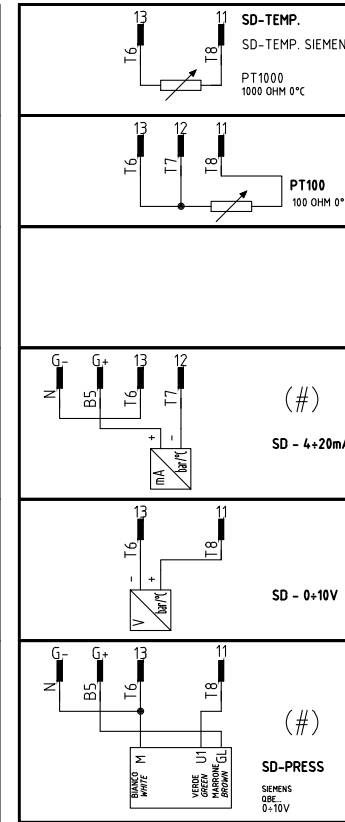 13 11 SD-TEMP.
T6 T8 SD-TEMP. SIEMEN
PT1000
1000 OHM 0°C
13 12 11
T6 T7 T8
PT100
100 OHM 0°
G- G+ 13 12
N B5 T6 T7
(#)
+ -
mA bar/°C
SD - 4÷20mA
13 11
T6 T8
- +
V bar/°C
SD - 0÷10V
G- G+ 13 11
N B5 T6 T8
(#)
M U1 GL
BIANCO VERDE MARRONE
WHITE GREEN BROWN
SD-PRESS
SIEMENS
QBE...
0÷10V